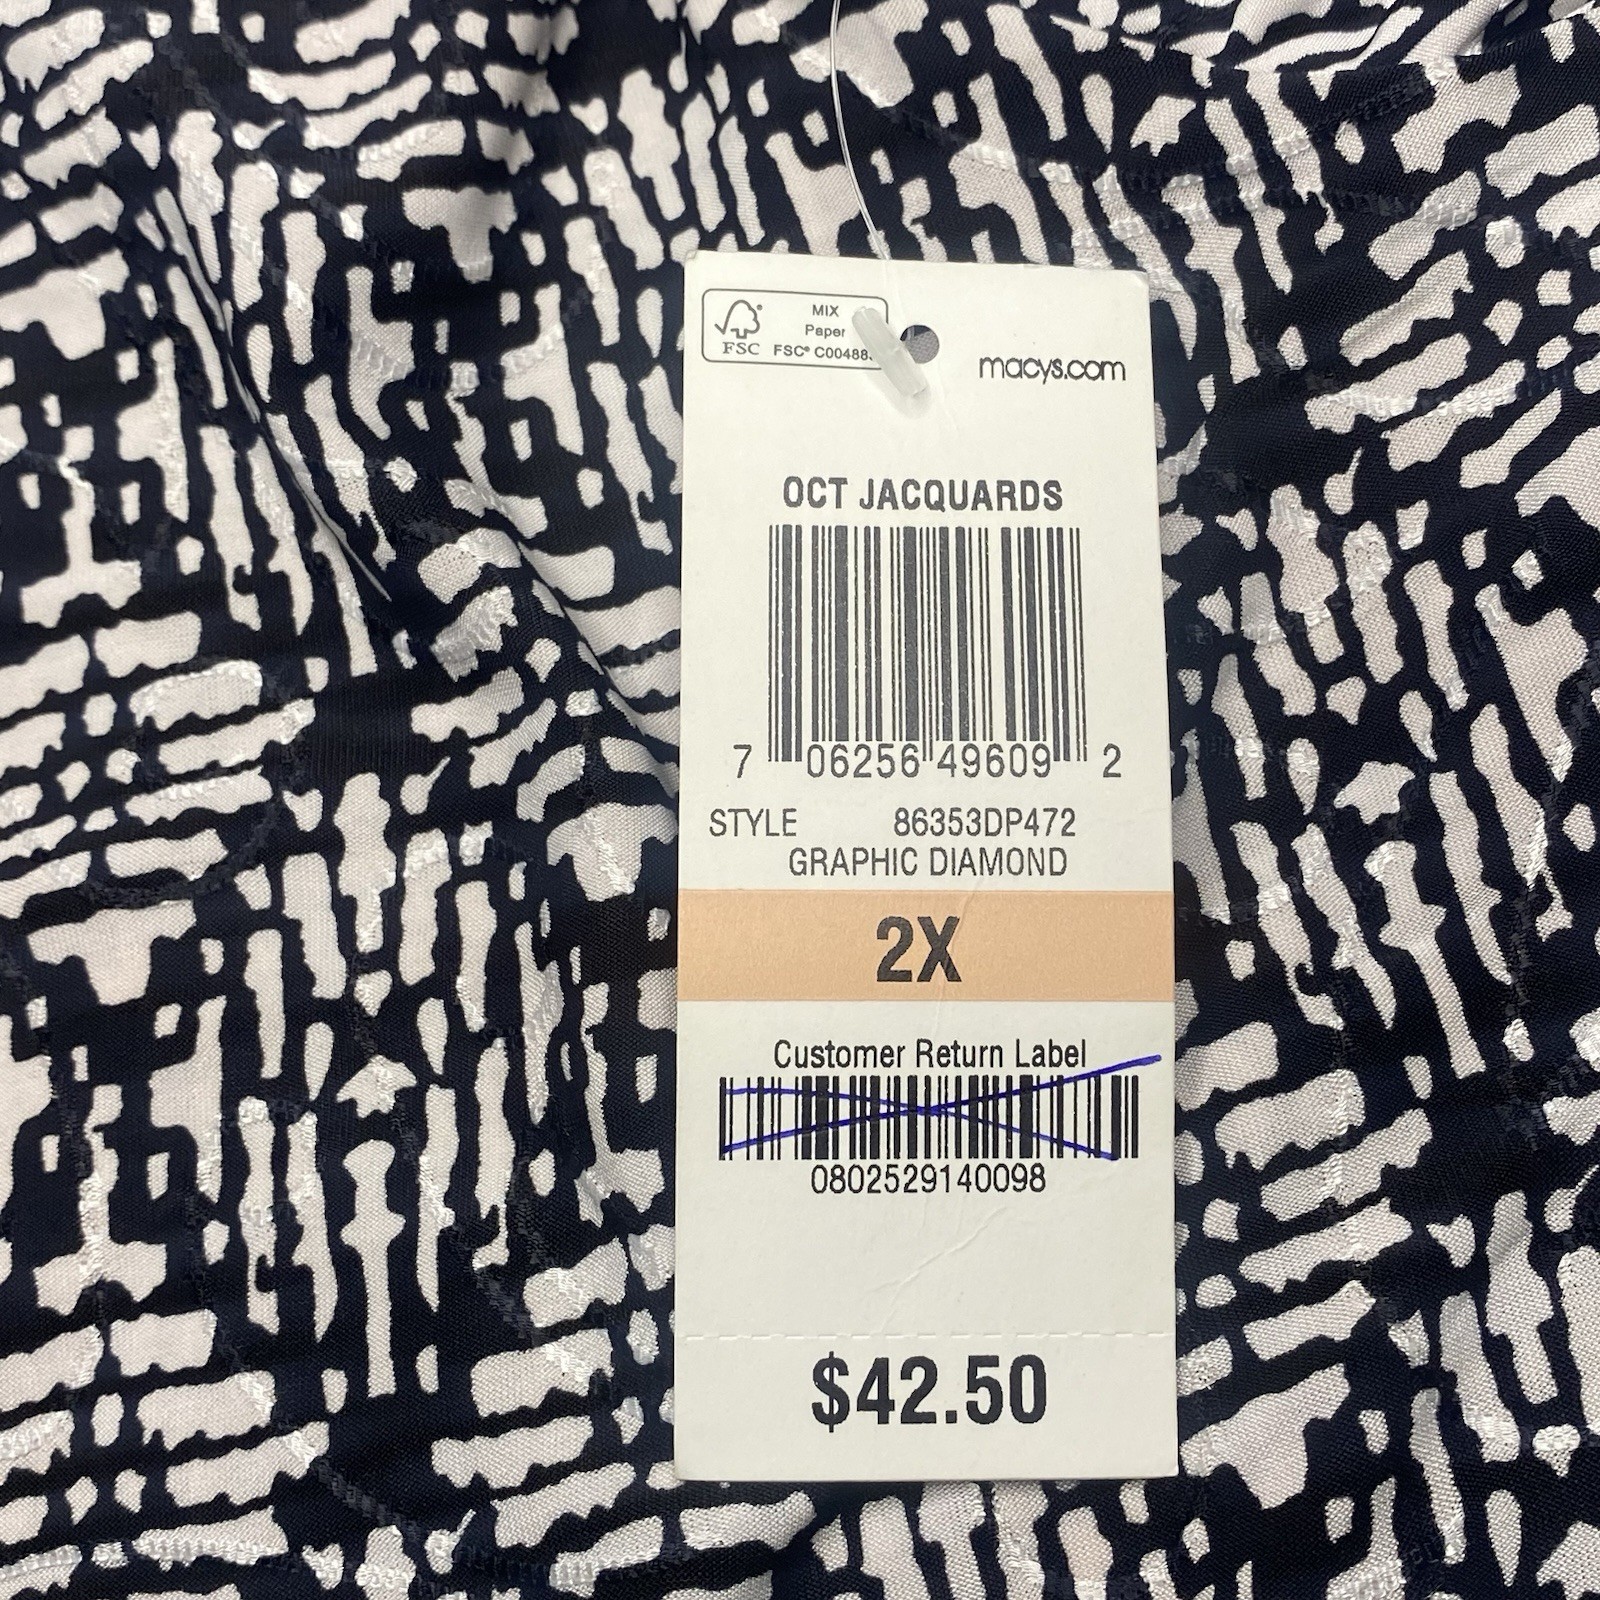 MIX
Paper
FSC
FSC® C00488
macys.com
OCT JACQUARDS
7 06256 49609 2
STYLE 86353DP472
GRAPHIC DIAMOND
2X
Customer Return Label
0802529140098
$42.50